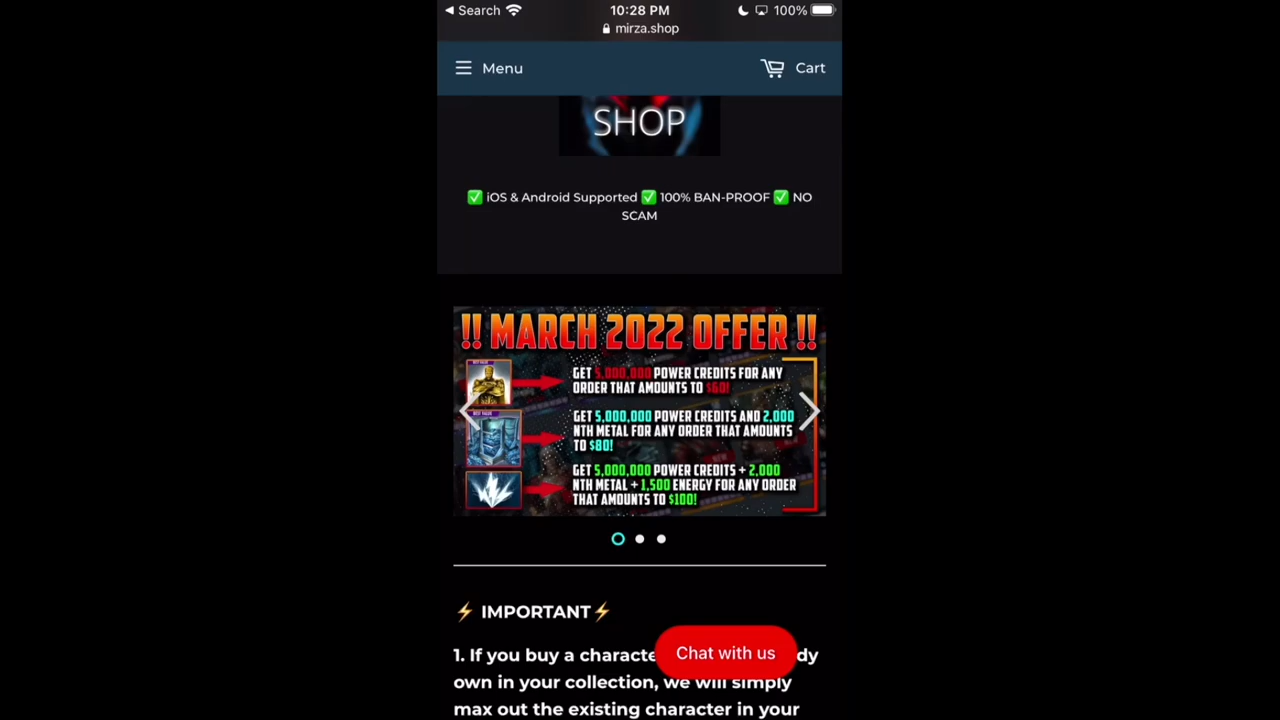 Search 10:28 PM 100%
mirza.shop
Menu Cart
SHOP
✅ iOS & Android Supported ✅ 100% BAN-PROOF ✅ NO
SCAM
!! MARCH 2022 OFFER !!
GET 5,000,000 POWER CREDITS FOR ANY
ORDER THAT AMOUNTS TO $60!
GET 5,000,000 POWER CREDITS AND 2,000
NTH METAL FOR ANY ORDER THAT AMOUNTS
TO $80!
GET 5,000,000 POWER CREDITS + 2,000
NTH METAL + 1,500 ENERGY FOR ANY ORDER
THAT AMOUNTS TO $100!
⚡ IMPORTANT⚡
1. If you buy a characte dy
Chat with us
own in your collection, we will simply
max out the existing character in your